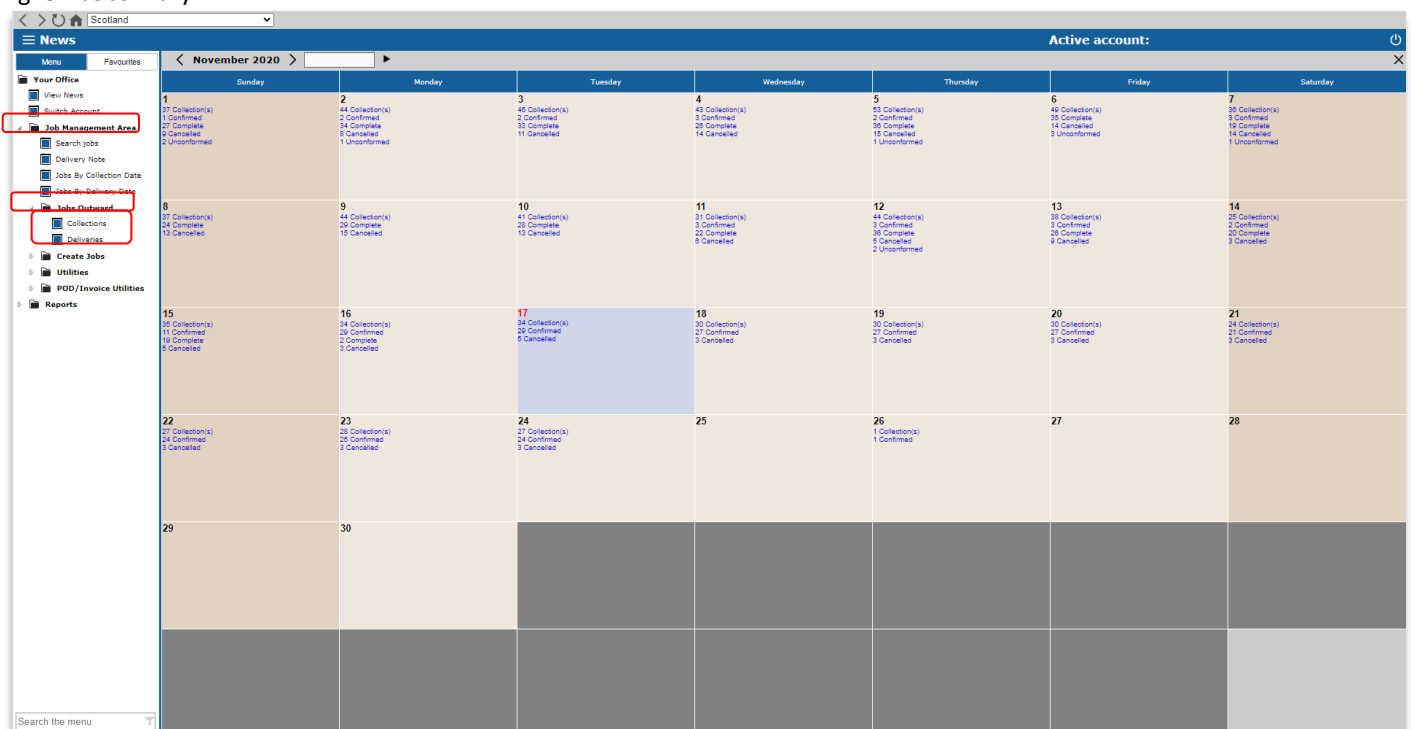 Scotland
News
Active account:
Menu
Favourites
November 2020
Your Office
View News
Switch Account
Job Management Area
Search jobs
Delivery Note
Jobs By Collection Date
Jobs By Delivery Date
Jobs Outward
Collections
Deliveries
Create Jobs
Utilities
POD/Invoice Utilities
Reports
Search the menu
Sunday
Monday
Tuesday
Wednesday
Thursday
Friday
Saturday
1
37 Collection(s)
1 Confirmed
27 Complete
9 Cancelled
2 Unconformed
2
44 Collection(s)
2 Confirmed
34 Complete
8 Cancelled
1 Unconformed
3
46 Collection(s)
2 Confirmed
33 Complete
11 Cancelled
4
43 Collection(s)
3 Confirmed
26 Complete
14 Cancelled
5
53 Collection(s)
2 Confirmed
36 Complete
15 Cancelled
1 Unconformed
6
49 Collection(s)
35 Complete
14 Cancelled
3 Unconformed
7
36 Collection(s)
3 Confirmed
19 Complete
14 Cancelled
1 Unconformed
8
37 Collection(s)
24 Complete
13 Cancelled
9
44 Collection(s)
29 Complete
15 Cancelled
10
41 Collection(s)
28 Complete
13 Cancelled
11
31 Collection(s)
3 Confirmed
22 Complete
6 Cancelled
12
44 Collection(s)
3 Confirmed
36 Complete
5 Cancelled
2 Unconformed
13
38 Collection(s)
3 Confirmed
26 Complete
9 Cancelled
14
25 Collection(s)
2 Confirmed
20 Complete
3 Cancelled
15
35 Collection(s)
11 Confirmed
19 Complete
5 Cancelled
16
34 Collection(s)
29 Confirmed
2 Complete
3 Cancelled
17
34 Collection(s)
29 Confirmed
5 Cancelled
18
30 Collection(s)
27 Confirmed
3 Cancelled
19
30 Collection(s)
27 Confirmed
3 Cancelled
20
30 Collection(s)
27 Confirmed
3 Cancelled
21
24 Collection(s)
21 Confirmed
3 Cancelled
22
27 Collection(s)
24 Confirmed
3 Cancelled
23
28 Collection(s)
25 Confirmed
3 Cancelled
24
27 Collection(s)
24 Confirmed
3 Cancelled
25
26
1 Collection(s)
1 Confirmed
27
28
29
30